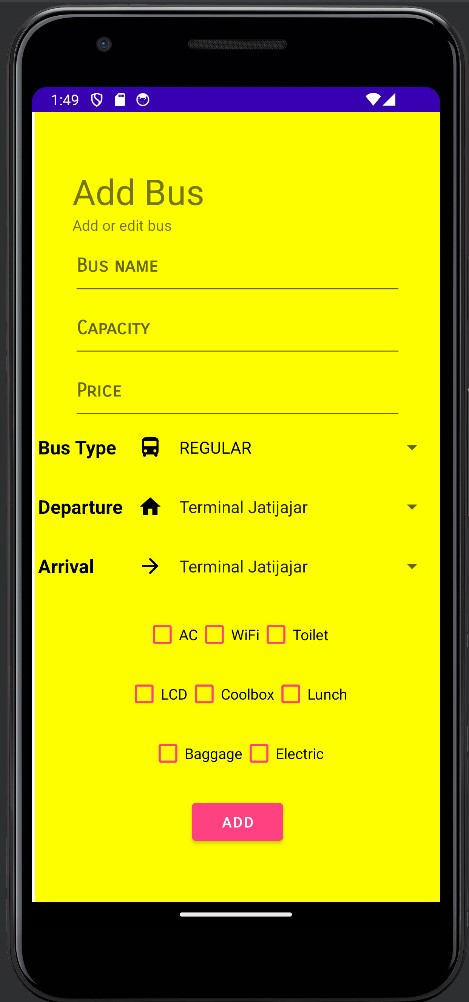 1:49
Add Bus
Add or edit bus
Bus name
Capacity
Price
Bus Type REGULAR
Departure Terminal Jatijajar
Arrival Terminal Jatijajar
AC WiFi Toilet
LCD Coolbox Lunch
Baggage Electric
ADD